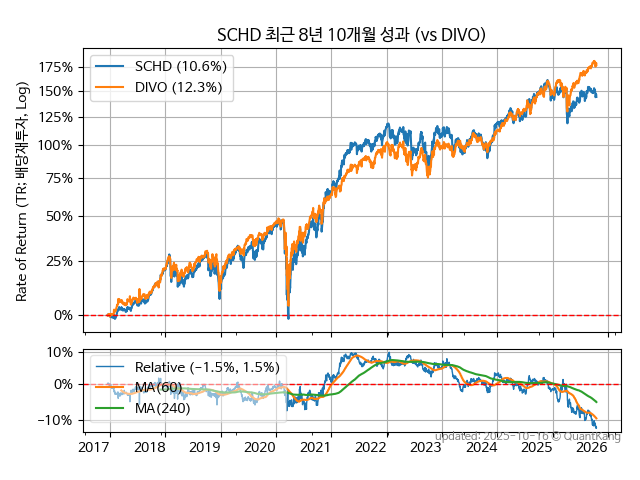 SCHD 최근 8년 10개월 성과 (vs DIVO)
Rate of Return (TR: 배당재투자, Log)
175%
150%
125%
100%
75%
50%
25%
0%
SCHD (10.6%)
DIVO (12.3%)
10%
0%
−10%
Relative (−1.5%, 1.5%)
MA(60)
MA(240)
2017 2018 2019 2020 2021 2022 2023 2024 2025 2026
updated: 2025-10-16 © QuantKang